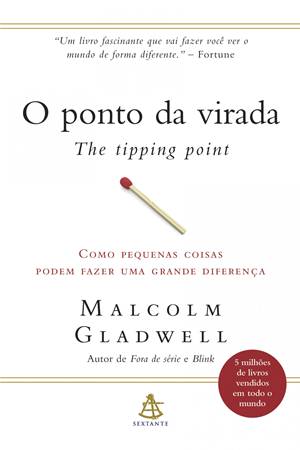 “Um livro fascinante que vai fazer você ver o
mundo de forma diferente.” – Fortune
O ponto da virada
The tipping point
Como pequenas coisas
podem fazer uma grande diferença
Malcolm
Gladwell
Autor de Fora de série e Blink
5 milhões
de livros
vendidos
em todo o
mundo
SEXTANTE